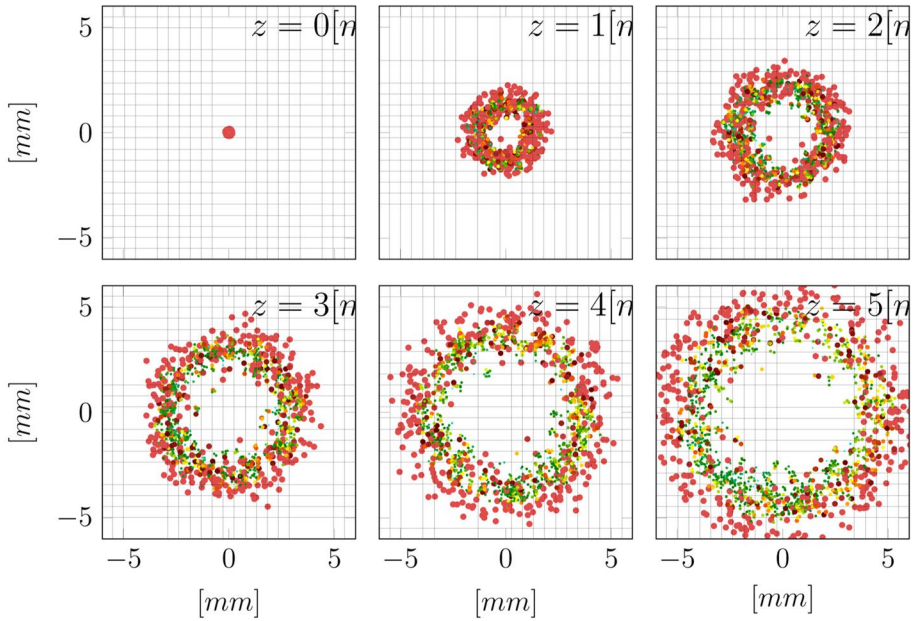 z = 0[m
z = 1[m
z = 2[m
5
0
−5
[mm]
z = 3[m
z = 4[m
z = 5[m
5
0
−5
[mm]
−5 0 5
−5 0 5
−5 0 5
[mm]
[mm]
[mm]